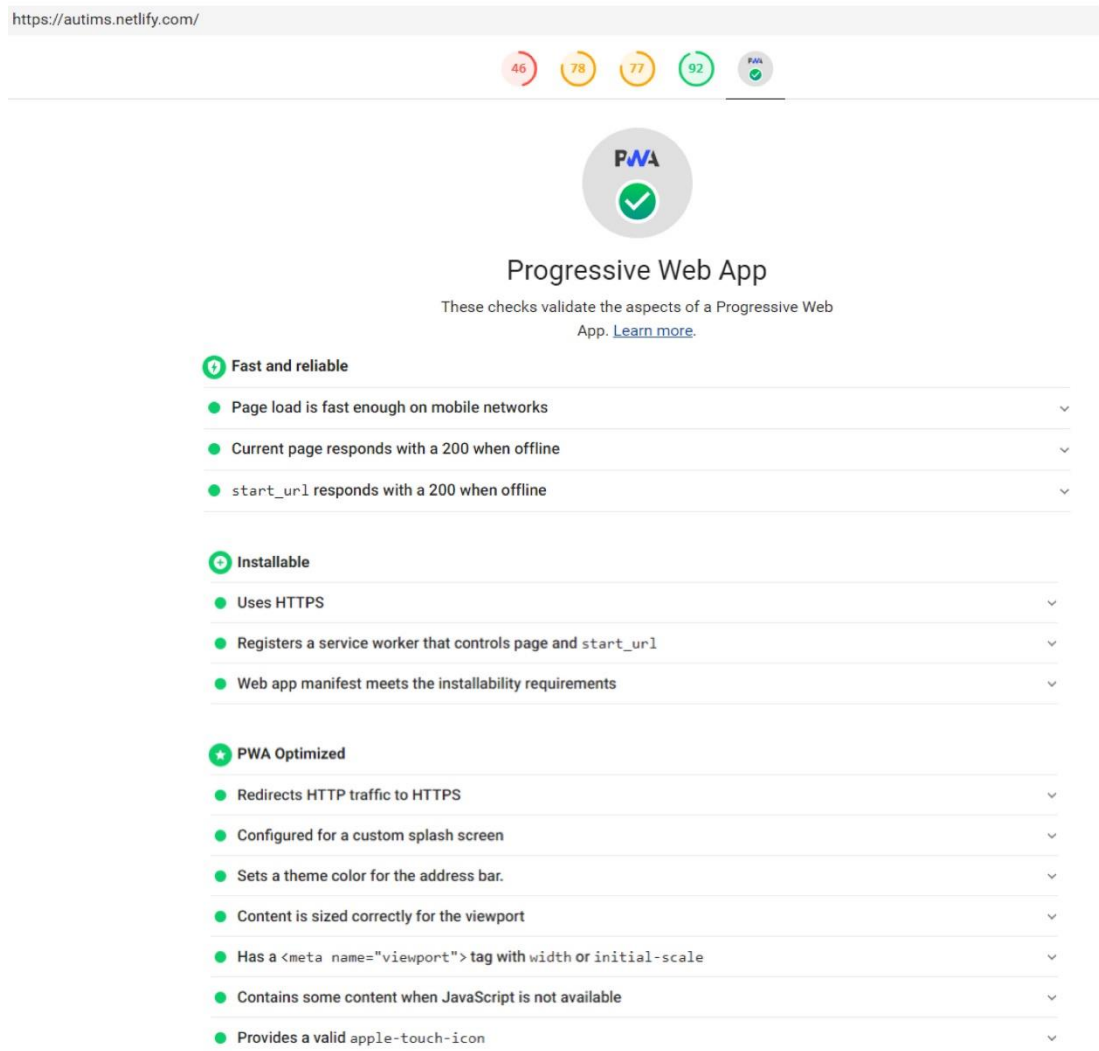 https://autims.netlify.com/
46 78 77 92 PWA
PWA
Progressive Web App
These checks validate the aspects of a Progressive Web
App. Learn more.
Fast and reliable
Page load is fast enough on mobile networks
Current page responds with a 200 when offline
start_url responds with a 200 when offline
Installable
Uses HTTPS
Registers a service worker that controls page and start_url
Web app manifest meets the installability requirements
PWA Optimized
Redirects HTTP traffic to HTTPS
Configured for a custom splash screen
Sets a theme color for the address bar.
Content is sized correctly for the viewport
Has a <meta name="viewport"> tag with width or initial-scale
Contains some content when JavaScript is not available
Provides a valid apple-touch-icon